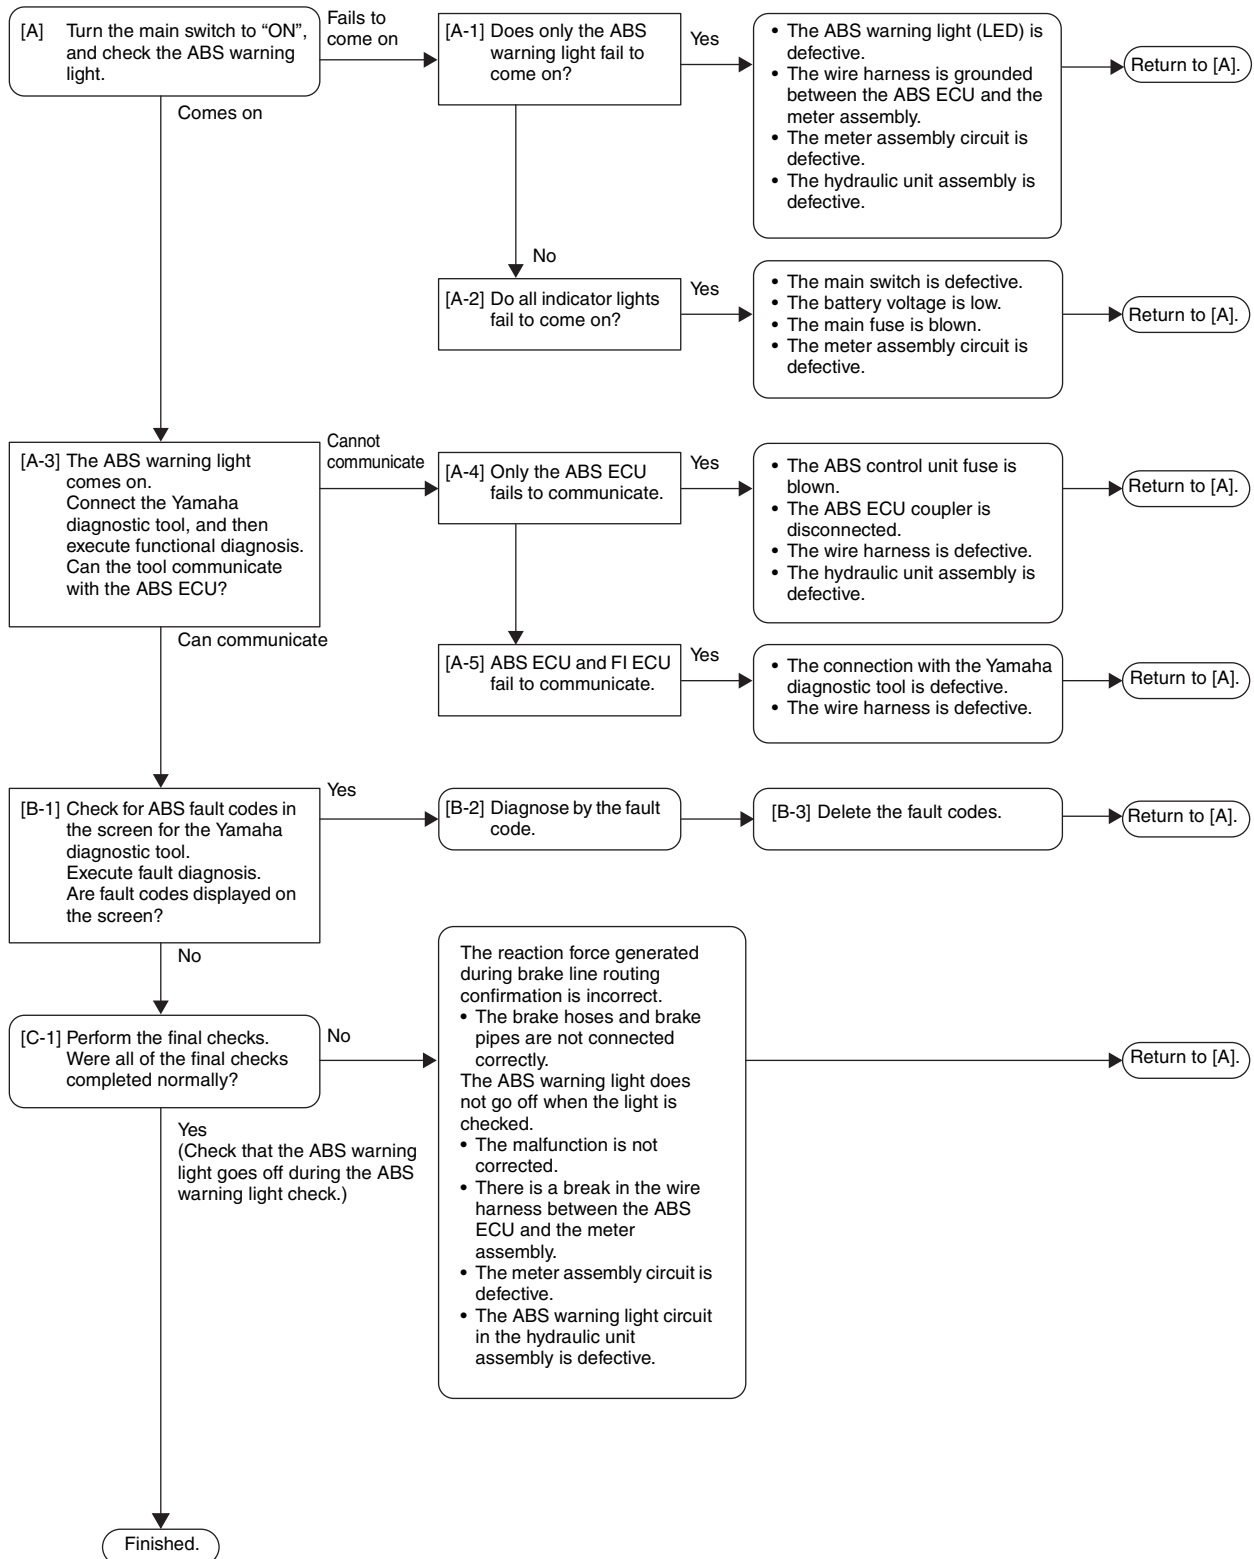 [A] Turn the main switch to “ON”,
and check the ABS warning
light.
Fails to
come on
[A-1] Does only the ABS
warning light fail to
come on?
Yes
• The ABS warning light (LED) is
defective.
• The wire harness is grounded
between the ABS ECU and the
meter assembly.
• The meter assembly circuit is
defective.
• The hydraulic unit assembly is
defective.
Return to [A].
Comes on
No
[A-2] Do all indicator lights
fail to come on?
Yes
• The main switch is defective.
• The battery voltage is low.
• The main fuse is blown.
• The meter assembly circuit is
defective.
Return to [A].
[A-3] The ABS warning light
comes on.
Connect the Yamaha
diagnostic tool, and then
execute functional diagnosis.
Can the tool communicate
with the ABS ECU?
Cannot
communicate
[A-4] Only the ABS ECU
fails to communicate.
Yes
• The ABS control unit fuse is
blown.
• The ABS ECU coupler is
disconnected.
• The wire harness is defective.
• The hydraulic unit assembly is
defective.
Return to [A].
Can communicate
[A-5] ABS ECU and FI ECU
fail to communicate.
Yes
• The connection with the Yamaha
diagnostic tool is defective.
• The wire harness is defective.
Return to [A].
[B-1] Check for ABS fault codes in
the screen for the Yamaha
diagnostic tool.
Execute fault diagnosis.
Are fault codes displayed on
the screen?
Yes
[B-2] Diagnose by the fault
code.
[B-3] Delete the fault codes.
Return to [A].
No
[C-1] Perform the final checks.
Were all of the final checks
completed normally?
No
The reaction force generated
during brake line routing
confirmation is incorrect.
• The brake hoses and brake
pipes are not connected
correctly.
The ABS warning light does
not go off when the light is
checked.
• The malfunction is not
corrected.
• There is a break in the wire
harness between the ABS
ECU and the meter
assembly.
• The meter assembly circuit is
defective.
• The ABS warning light circuit
in the hydraulic unit
assembly is defective.
Return to [A].
Yes
(Check that the ABS warning
light goes off during the ABS
warning light check.)
Finished.